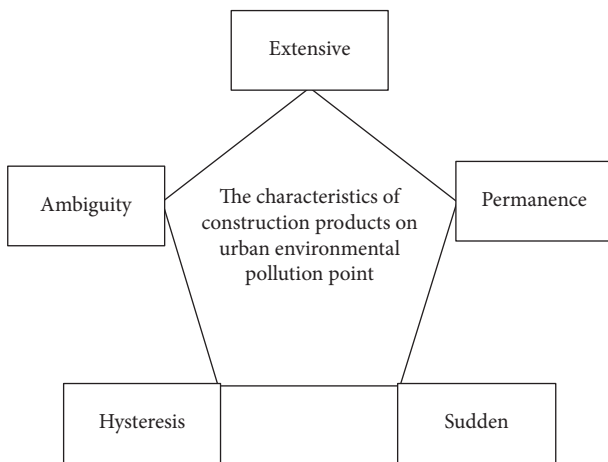 Extensive
Ambiguity
The characteristics of
construction products on
urban environmental
pollution point
Permanence
Hysteresis
Sudden